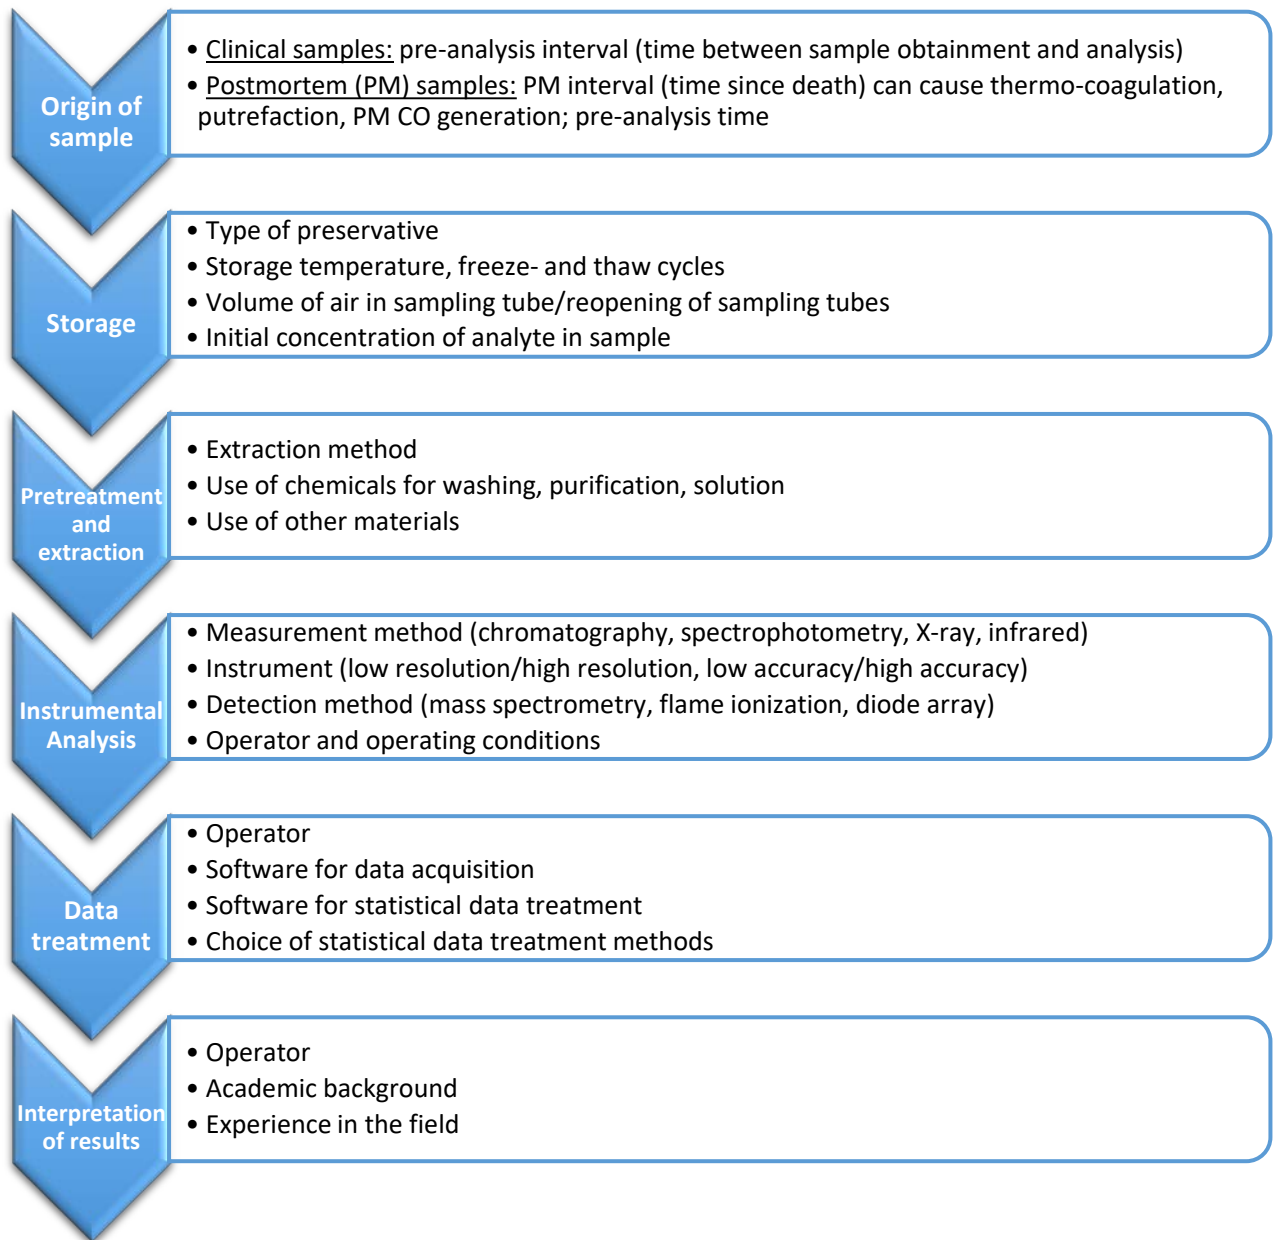 Origin of
sample
• Clinical samples: pre-analysis interval (time between sample obtainment and analysis)
• Postmortem (PM) samples: PM interval (time since death) can cause thermo-coagulation,
putrefaction, PM CO generation; pre-analysis time
Storage
• Type of preservative
• Storage temperature, freeze- and thaw cycles
• Volume of air in sampling tube/reopening of sampling tubes
• Initial concentration of analyte in sample
Pretreatment
and
extraction
• Extraction method
• Use of chemicals for washing, purification, solution
• Use of other materials
Instrumental
Analysis
• Measurement method (chromatography, spectrophotometry, X-ray, infrared)
• Instrument (low resolution/high resolution, low accuracy/high accuracy)
• Detection method (mass spectrometry, flame ionization, diode array)
• Operator and operating conditions
Data
treatment
• Operator
• Software for data acquisition
• Software for statistical data treatment
• Choice of statistical data treatment methods
Interpretation
of results
• Operator
• Academic background
• Experience in the field